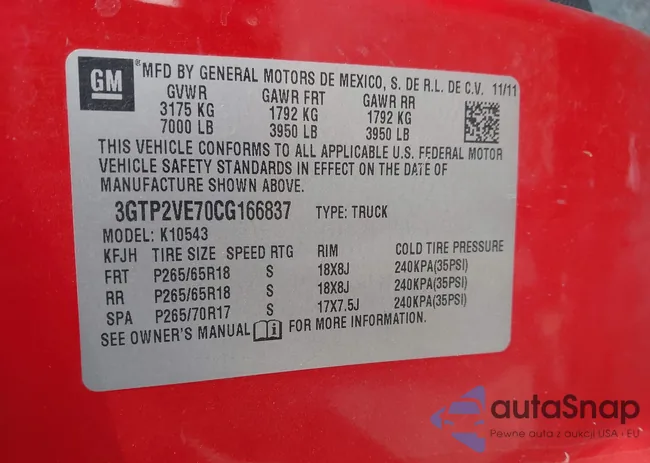 GM MFD BY GENERAL MOTORS DE MEXICO, S. DE R.L. DE C.V. 11/11
GVWR GAWR FRT GAWR RR
3175 KG 1792 KG 1792 KG
7000 LB 3950 LB 3950 LB
THIS VEHICLE CONFORMS TO ALL APPLICABLE U.S. FEDERAL MOTOR
VEHICLE SAFETY STANDARDS IN EFFECT ON THE DATE OF
MANUFACTURE SHOWN ABOVE.
3GTP2VE70CG166837 TYPE: TRUCK
MODEL: K10543
KFJH TIRE SIZE SPEED RTG RIM COLD TIRE PRESSURE
FRT P265/65R18 S 18X8J 240KPA(35PSI)
RR P265/65R18 S 18X8J 240KPA(35PSI)
SPA P265/70R17 S 17X7.5J 240KPA(35PSI)
SEE OWNER'S MANUAL FOR MORE INFORMATION.
autaSnap
Pewne auta z aukcji USA i EU